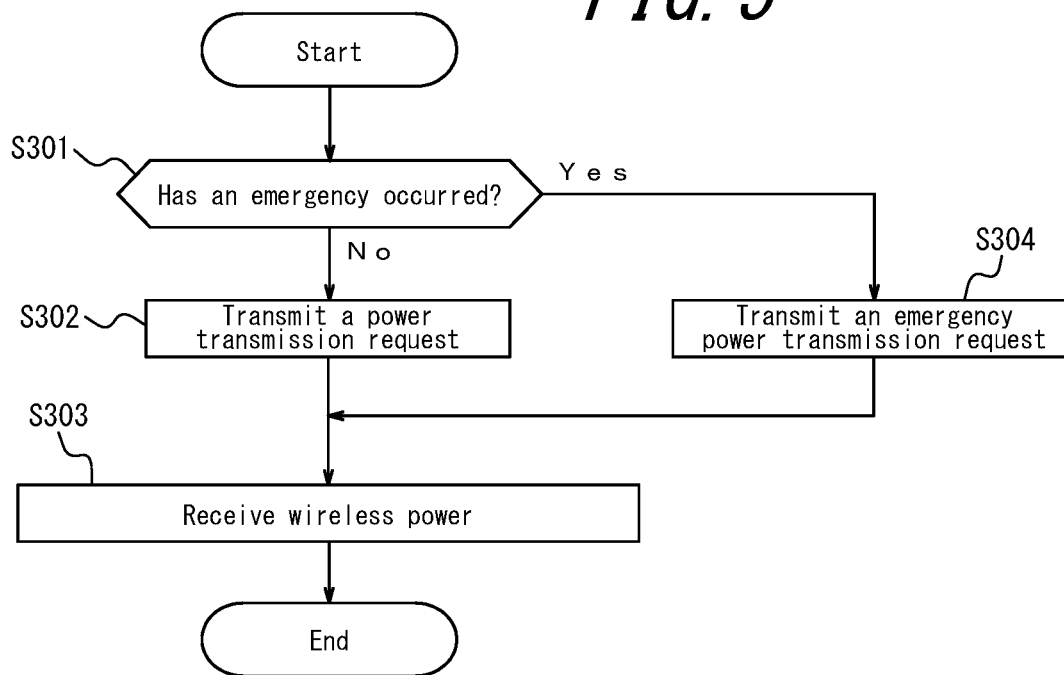 FIG.
Start
S301
Has an emergency occurred?
Yes
No
S304
S302
Transmit a power
transmission request
Transmit an emergency
power transmission request
S303
Receive wireless power
End